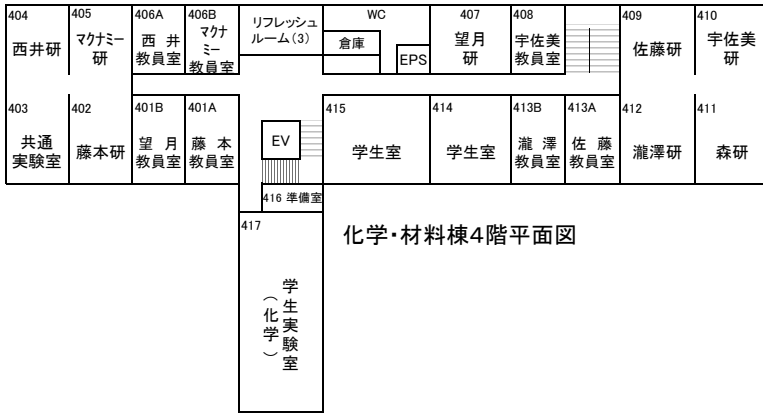 404
西井研
405
マクナミー
研
406A
西 井
教員室
406B
マクナ
ミー
教員室
リフレッシュ
ルーム(3)
WC
倉庫
EPS
407
望月
研
408
宇佐美
教員室
409
佐藤研
410
宇佐美
研
403
共通
実験室
402
藤本研
401B
望 月
教員室
401A
藤 本
教員室
EV
415
学生室
414
学生室
413B
瀧 澤
教員室
413A
佐 藤
教員室
412
瀧澤研
411
森研
416 準備室
417
学生実験室
(化学)
化学・材料棟4階平面図